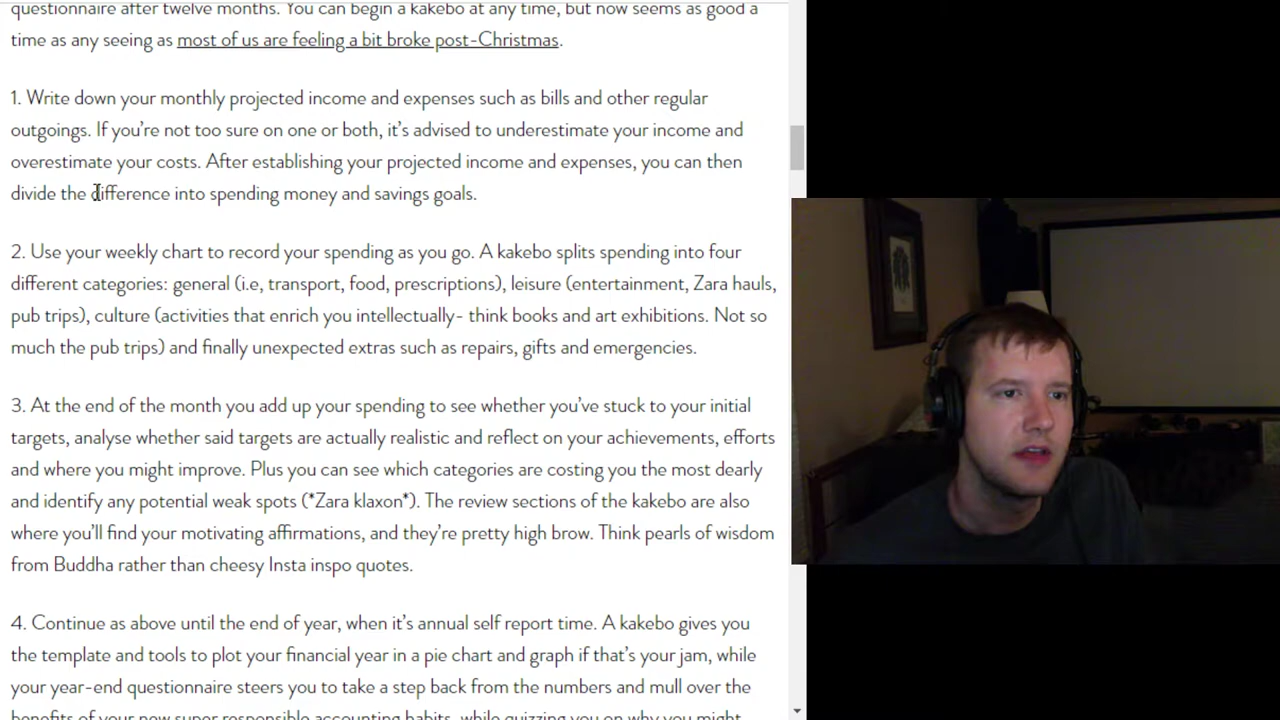 questionnaire after twelve months. You can begin a kakebo at any time, but now seems as good a
time as any seeing as most of us are feeling a bit broke post-Christmas.
1. Write down your monthly projected income and expenses such as bills and other regular
outgoings. If you’re not too sure on one or both, it’s advised to underestimate your income and
overestimate your costs. After establishing your projected income and expenses, you can then
divide the difference into spending money and savings goals.
2. Use your weekly chart to record your spending as you go. A kakebo splits spending into four
different categories: general (i.e, transport, food, prescriptions), leisure (entertainment, Zara hauls,
pub trips), culture (activities that enrich you intellectually- think books and art exhibitions. Not so
much the pub trips) and finally unexpected extras such as repairs, gifts and emergencies.
3. At the end of the month you add up your spending to see whether you’ve stuck to your initial
targets, analyse whether said targets are actually realistic and reflect on your achievements, efforts
and where you might improve. Plus you can see which categories are costing you the most dearly
and identify any potential weak spots (*Zara klaxon*). The review sections of the kakebo are also
where you’ll find your motivating affirmations, and they’re pretty high brow. Think pearls of wisdom
from Buddha rather than cheesy Insta inspo quotes.
4. Continue as above until the end of year, when it’s annual self report time. A kakebo gives you
the template and tools to plot your financial year in a pie chart and graph if that’s your jam, while
your year-end questionnaire steers you to take a step back from the numbers and mull over the
benefits of your new super responsible accounting habits, while quizzing you on why you might